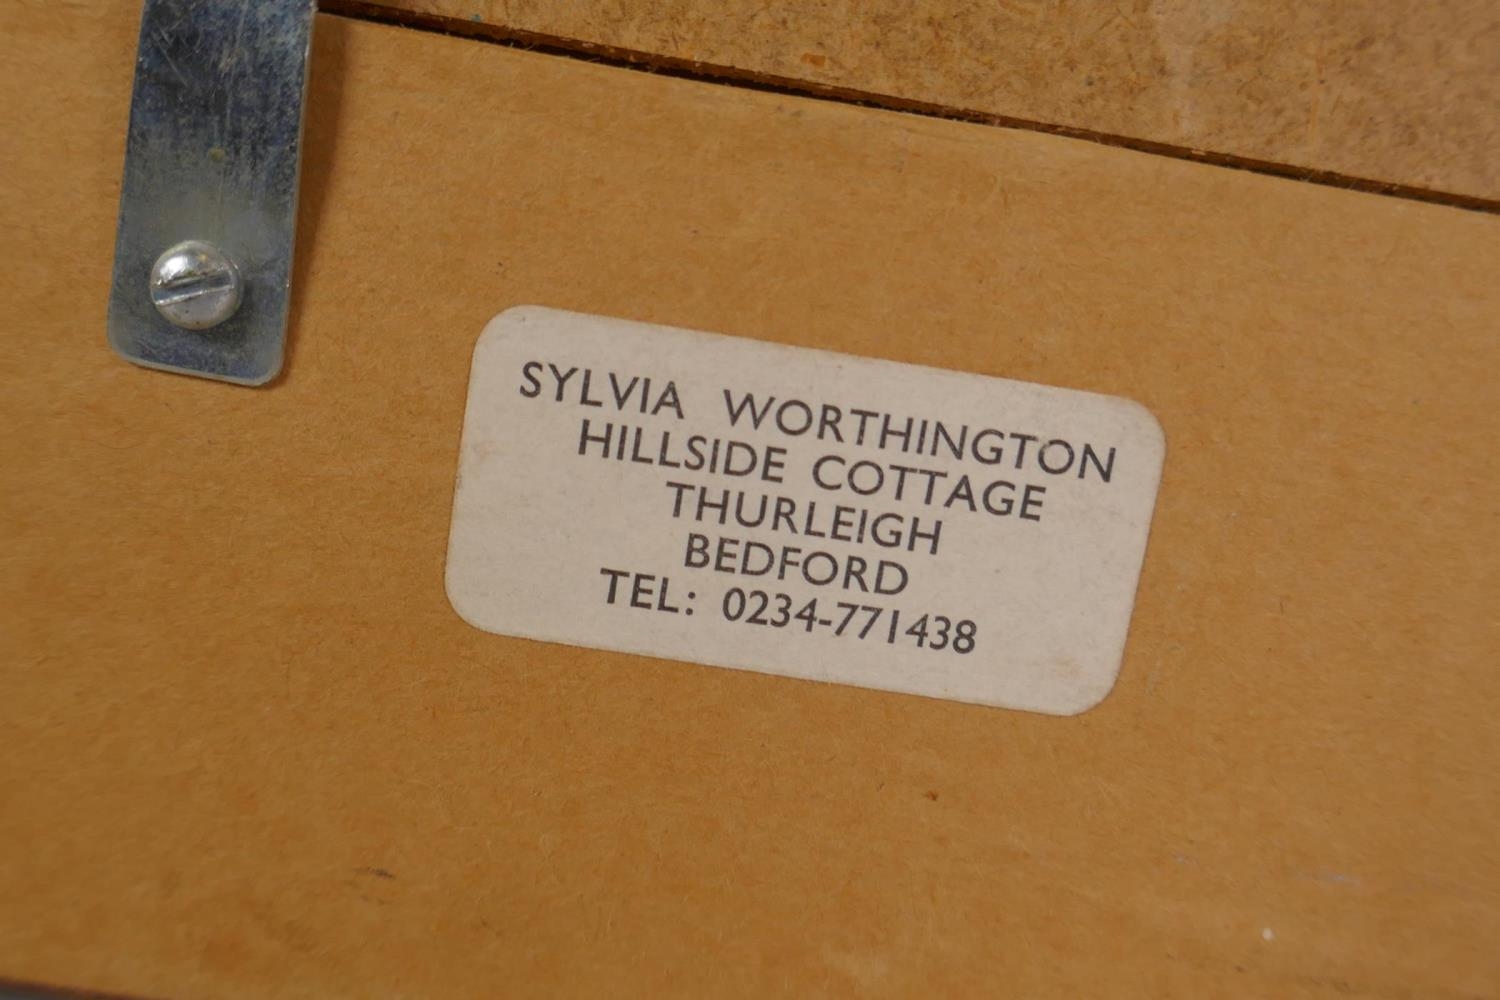 SYLVIA WORTHINGTON
HILLSIDE COTTAGE
THURLEIGH
BEDFORD
TEL: 0234-771438